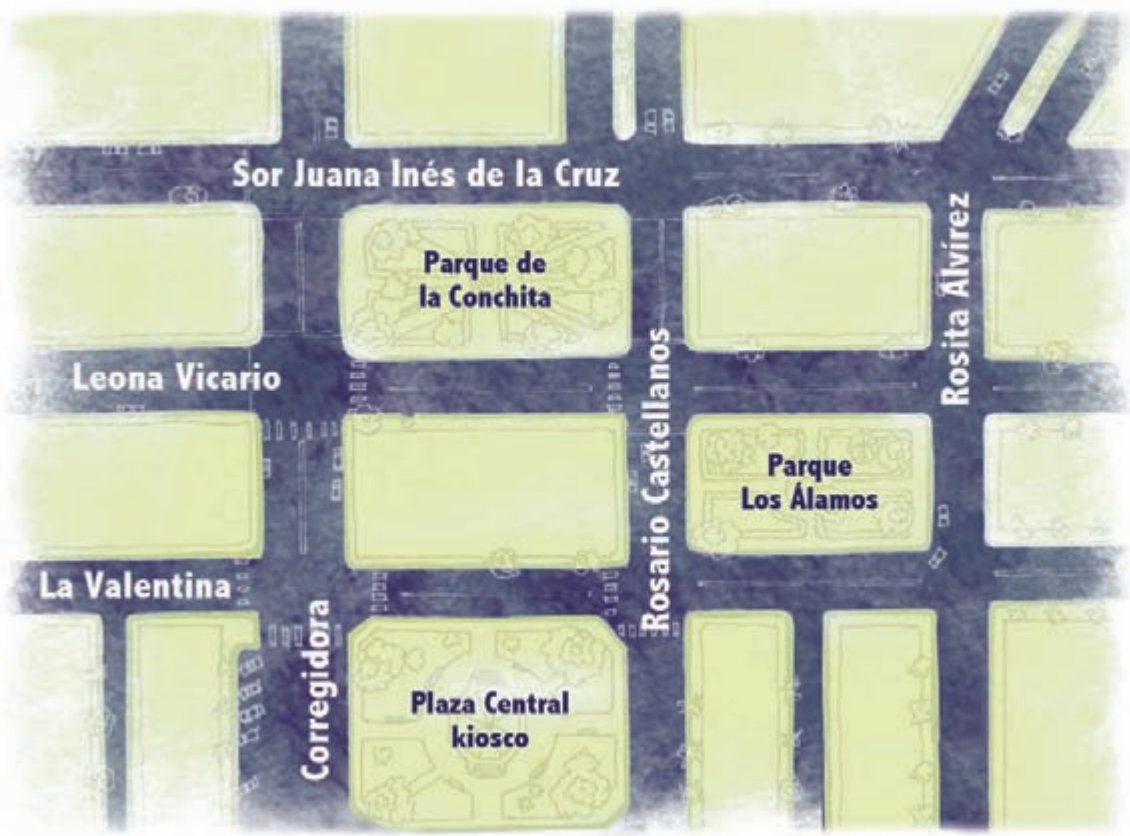 Sor Juana Inés de la Cruz
Parque de
la Conchita
Rosita Alvírez
Leona Vicario
Rosario Castellanos
Parque
Los Álamos
La Valentina
Corregidora
Plaza Central
kiosco